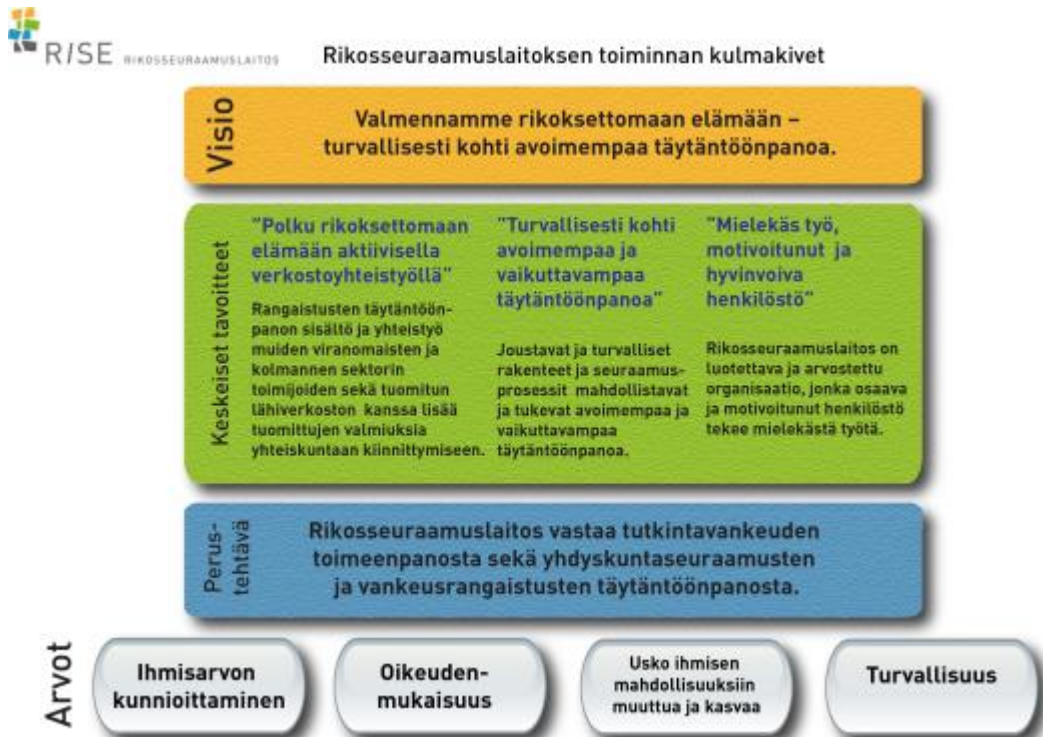 R/SE RIKOSSEURAAMUSLAITOS
Rikosseuraamuslaitoksen toiminnan kulmakivet
Visio
Valmennamme rikoksettomaan elämään –
turvallisesti kohti avoimempaa täytäntöönpanoa.
Keskeiset tavoitteet
"Polku rikoksettomaan
elämään aktiivisella
verkostoyhteistyöllä"
Rangaistusten täytäntöön-
panon sisältö ja yhteistyö
muiden viranomaisten ja
kolmannen sektorin
toimijoiden sekä tuomitun
lähiverkoston kanssa lisää
tuomittujen valmiuksia
yhteiskuntaan kiinnittymiseen.
"Turvallisesti kohti
avoimempaa ja
vaikuttavampaa
täytäntöönpanoa"
Joustavat ja turvalliset
rakenteet ja seuraamus-
prosessit mahdollistavat
ja tukevat avoimempaa ja
vaikuttavampaa
täytäntöönpanoa.
"Mielekäs työ,
motivoitunut ja
hyvinvoiva
henkilöstö"
Rikosseuraamuslaitos on
luotettava ja arvostettu
organisaatio, jonka osaava
ja motivoitunut henkilöstö
tekee mielekästä työtä.
Perus-
tehtävä
Rikosseuraamuslaitos vastaa tutkintavankeuden
toimeenpanosta sekä yhdyskuntaseuraamusten
ja vankeusrangaistusten täytäntöönpanosta.
Arvot
Ihmisarvon
kunnioittaminen
Oikeuden-
mukaisuus
Usko ihmisen
mahdollisuuksiin
muuttua ja kasvaa
Turvallisuus